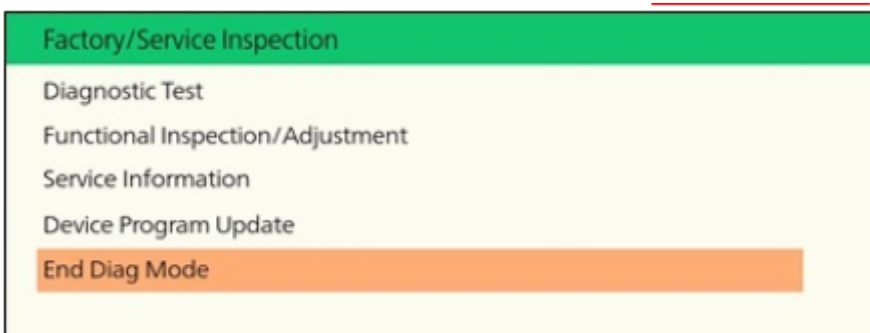 Factory/Service Inspection
Diagnostic Test
Functional Inspection/Adjustment
Service Information
Device Program Update
End Diag Mode